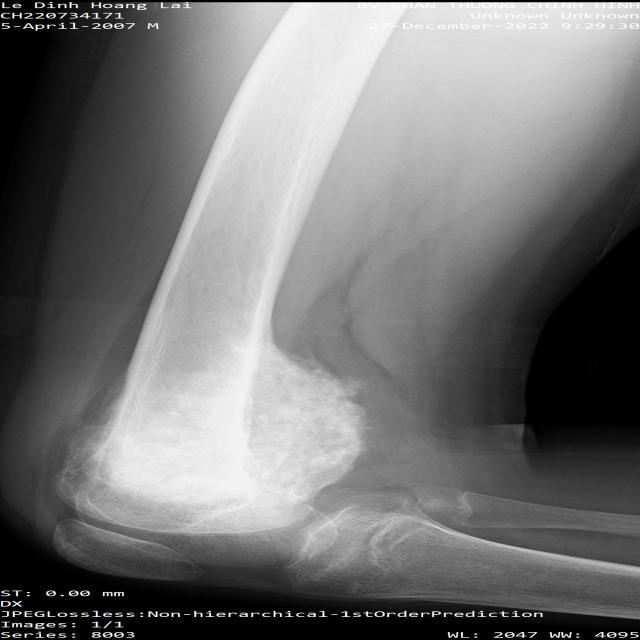 Le Dinh Hoang Lai
BV CHAN THUONG CHINH HINH
CH220734171
Unknown Unknown
5-April-2007 M
27-December-2022 9:29:30
ST: 0.00 mm
DX
JPEGLossless:Non-hierarchical-1stOrderPrediction
Images: 1/1
Series: 8003
WL: 2047 WW: 4095